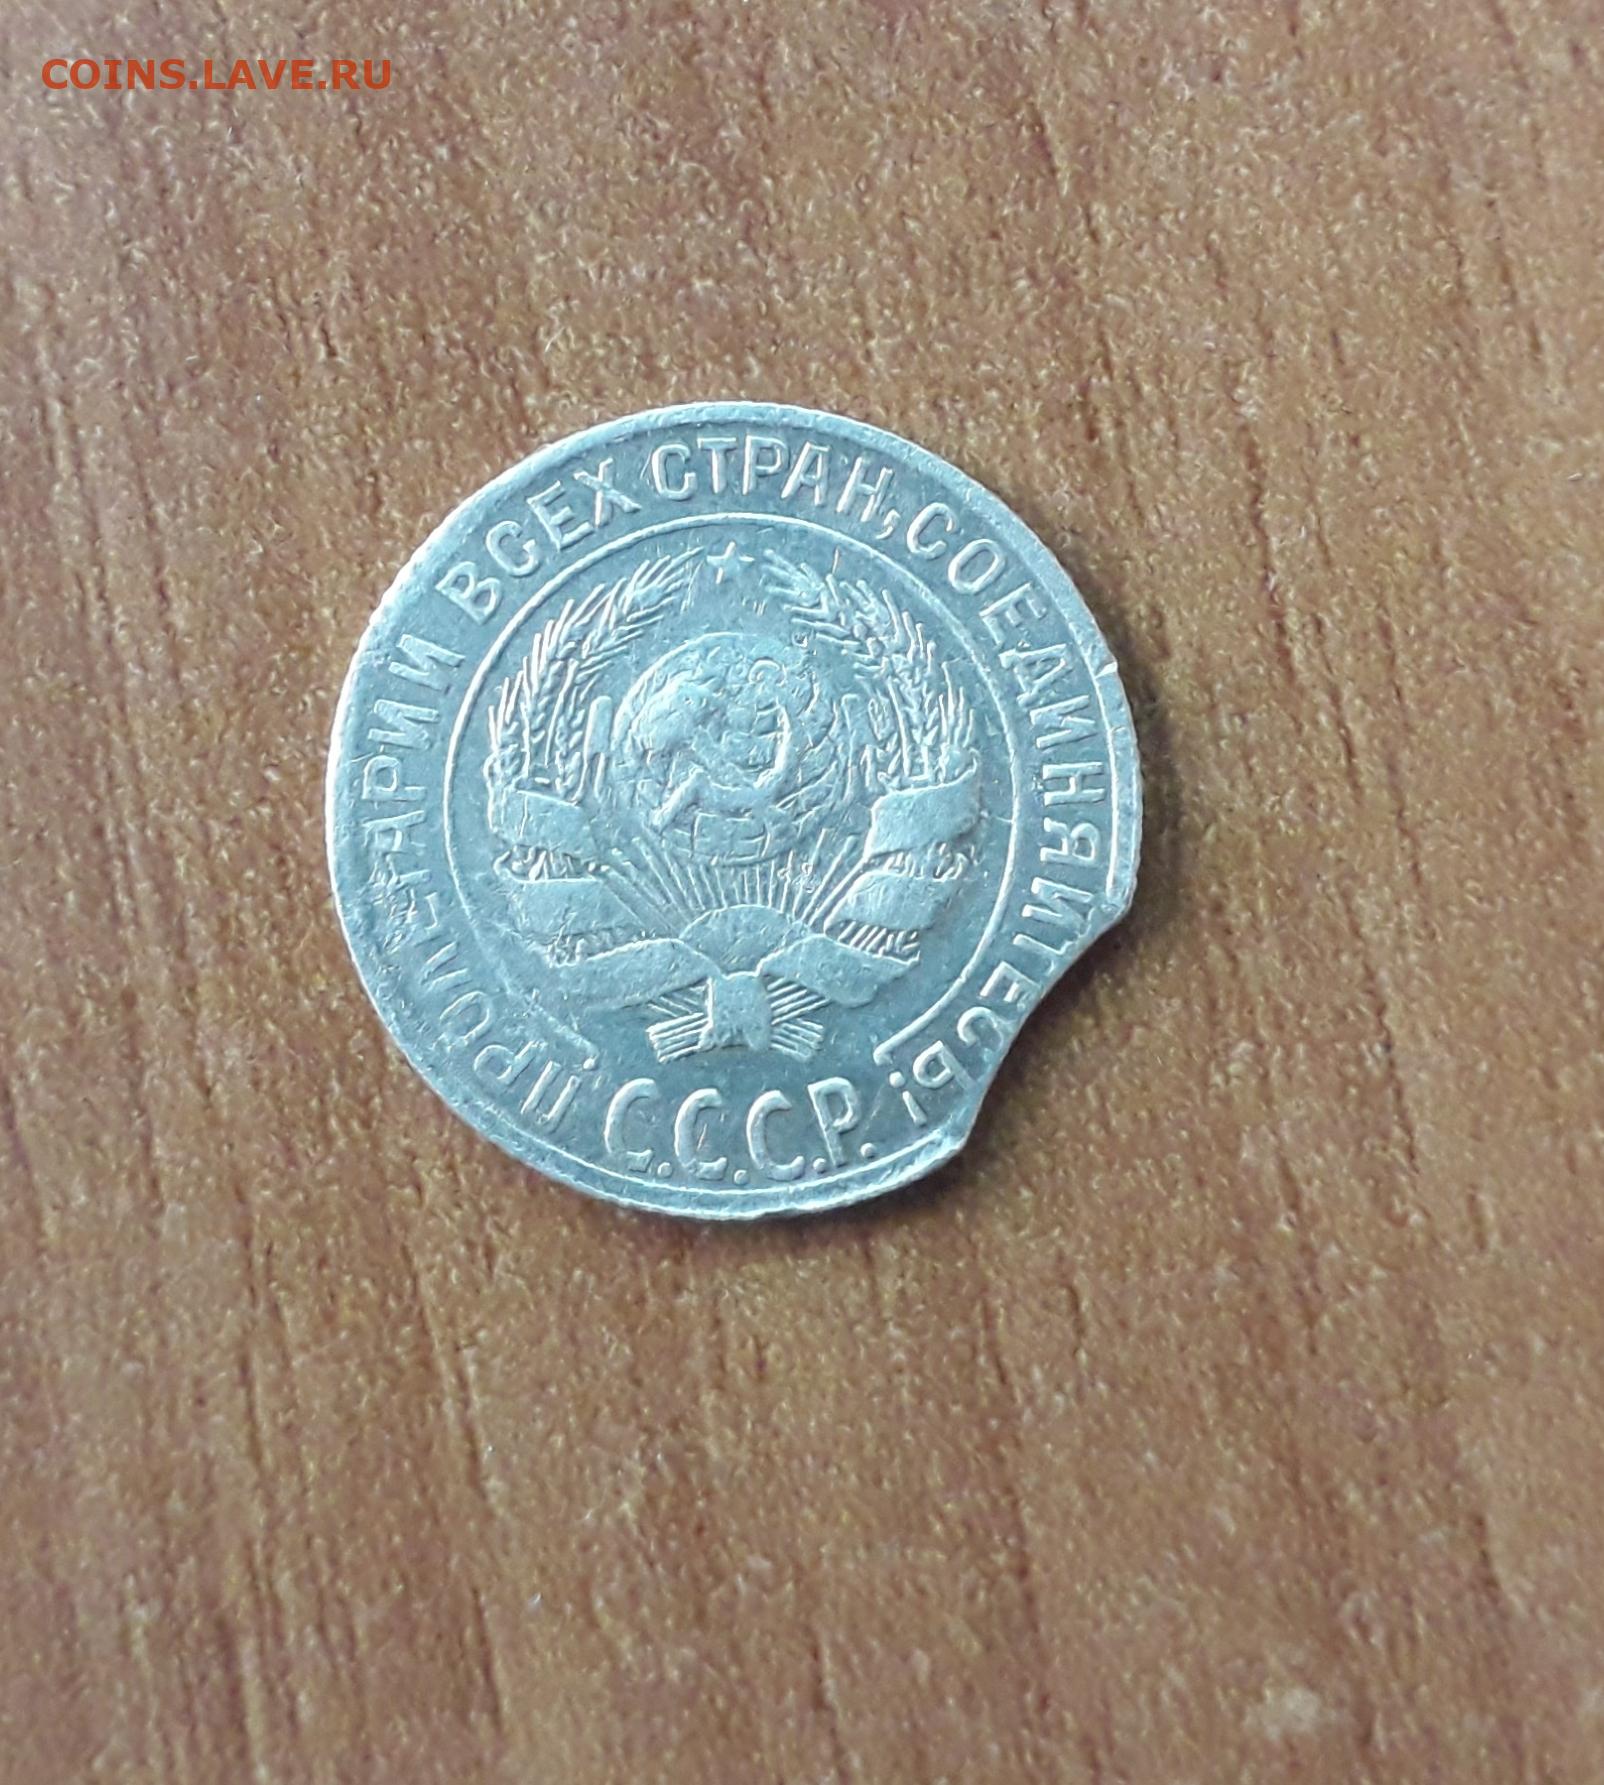 COINS.LAVE.RU
ПРОЛЕТАРИИ ВСЕХ СТРАН, СОЕДИНЯЙТЕСЬ!
С.С.С.Р.